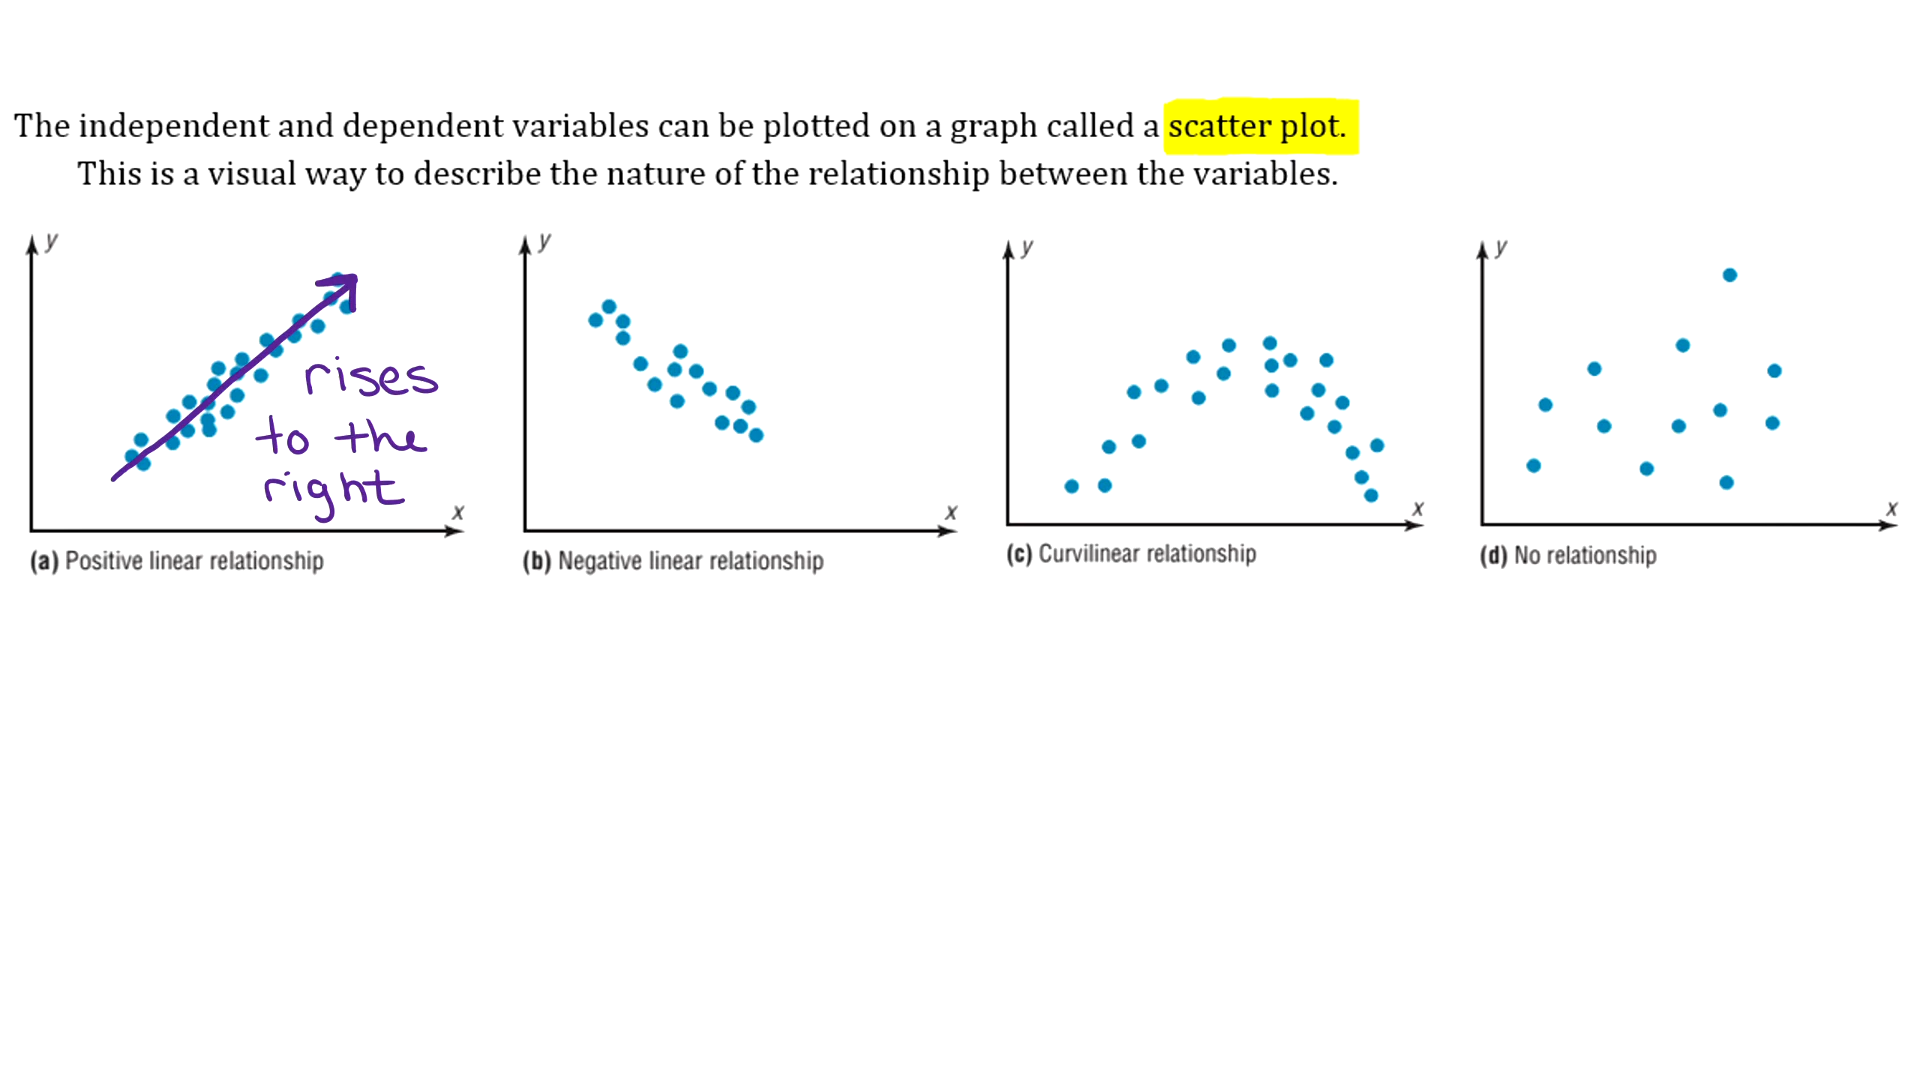 The independent and dependent variables can be plotted on a graph called a scatter plot.
This is a visual way to describe the nature of the relationship between the variables.
y
rises
to the
right
x
(a) Positive linear relationship
y
x
(b) Negative linear relationship
y
x
(c) Curvilinear relationship
y
x
(d) No relationship